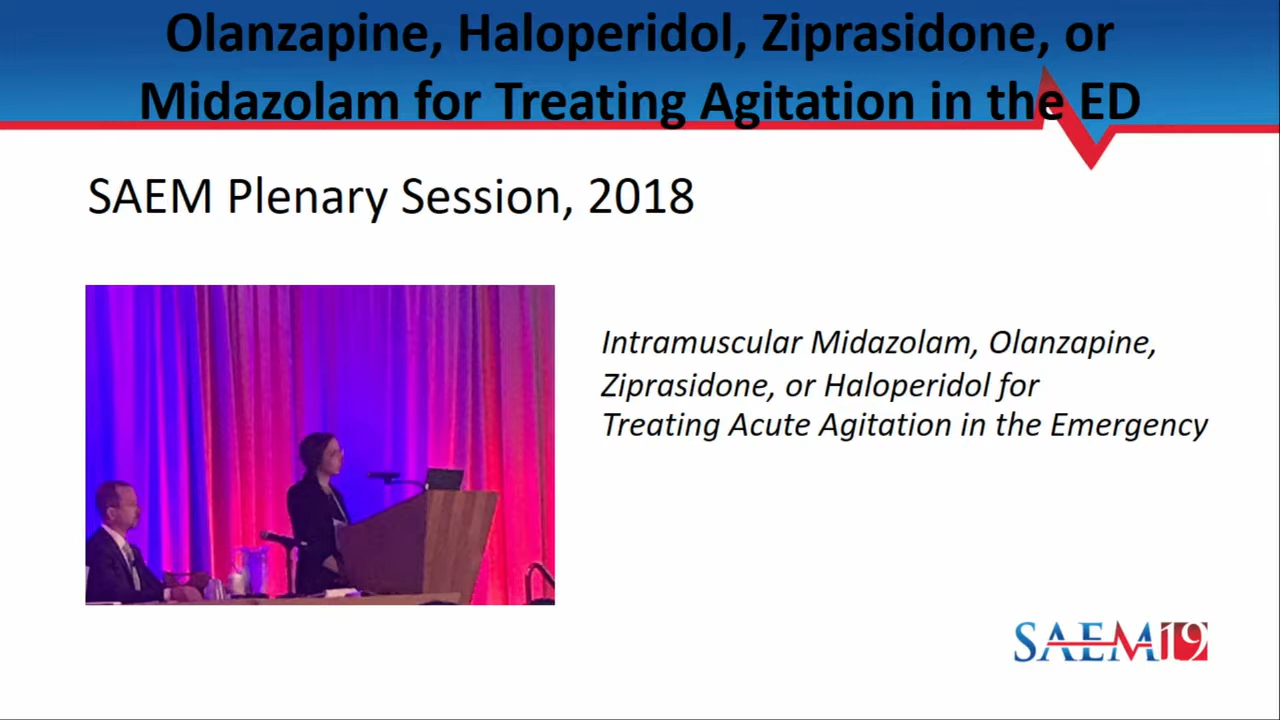 Olanzapine, Haloperidol, Ziprasidone, or
Midazolam for Treating Agitation in the ED
SAEM Plenary Session, 2018
Intramuscular Midazolam, Olanzapine,
Ziprasidone, or Haloperidol for
Treating Acute Agitation in the Emergency
SAEM19